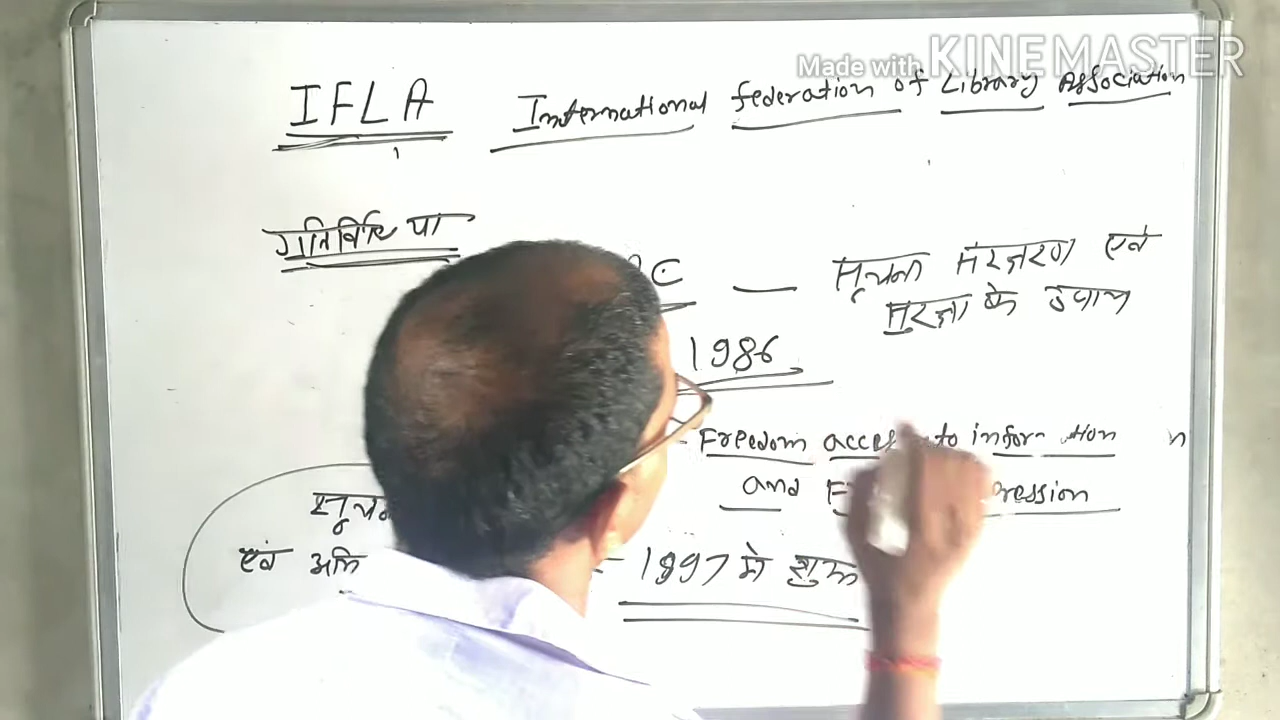 Made with KINEMASTER
IFLA International federation of Library Association
गतिविधियां
सूचना संरक्षण एवं
सुरक्षा के उपाय
1986
Freedom access to information
and
सूचना
एवं
1997 मे शुरू